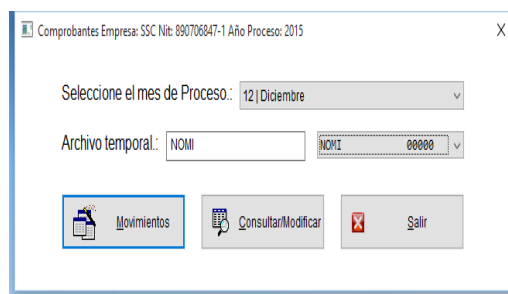 Comprobantes Empresa: SSC Nit: 890706847-1 Año Proceso: 2015
Seleccione el mes de Proceso.: 12 | Diciembre
Archivo temporal.: NOMI NOMI 00000
Movimientos Consultar/Modificar Salir